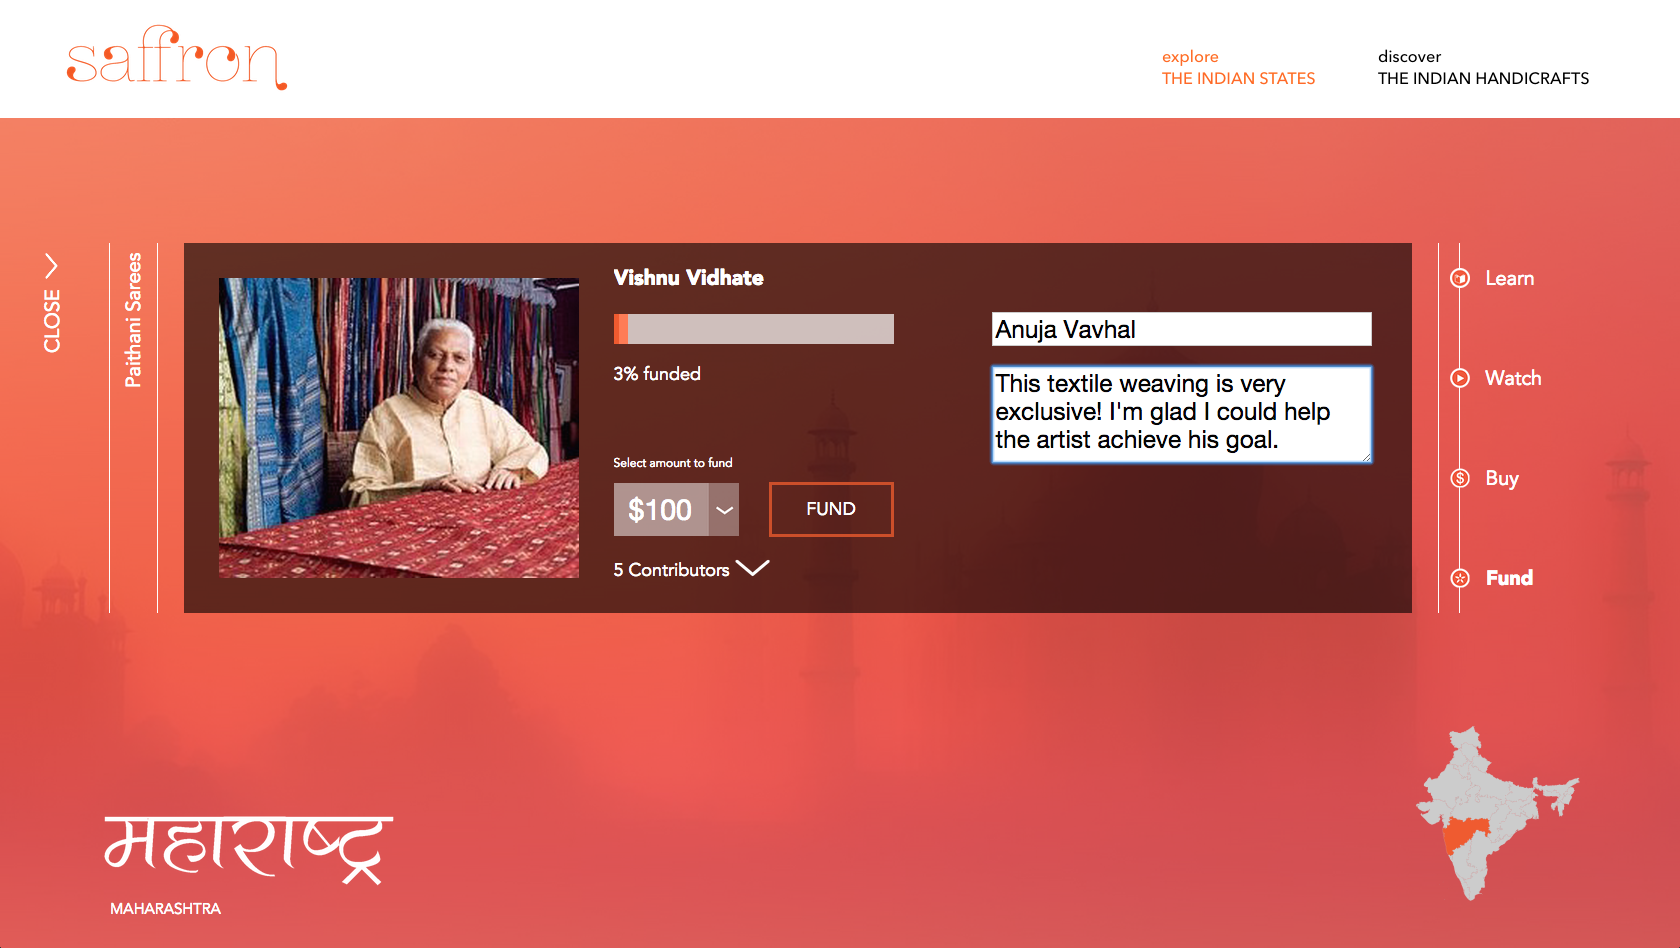 saffron
explore
THE INDIAN STATES
discover
THE INDIAN HANDICRAFTS
CLOSE
Paithani Sarees
Vishnu Vidhate
3% funded
Select amount to fund
$100
FUND
5 Contributors
Anuja Vavhal
This textile weaving is very
exclusive! I'm glad I could help
the artist achieve his goal.
Learn
Watch
$
Buy
Fund
महाराष्ट्र
MAHARASHTRA